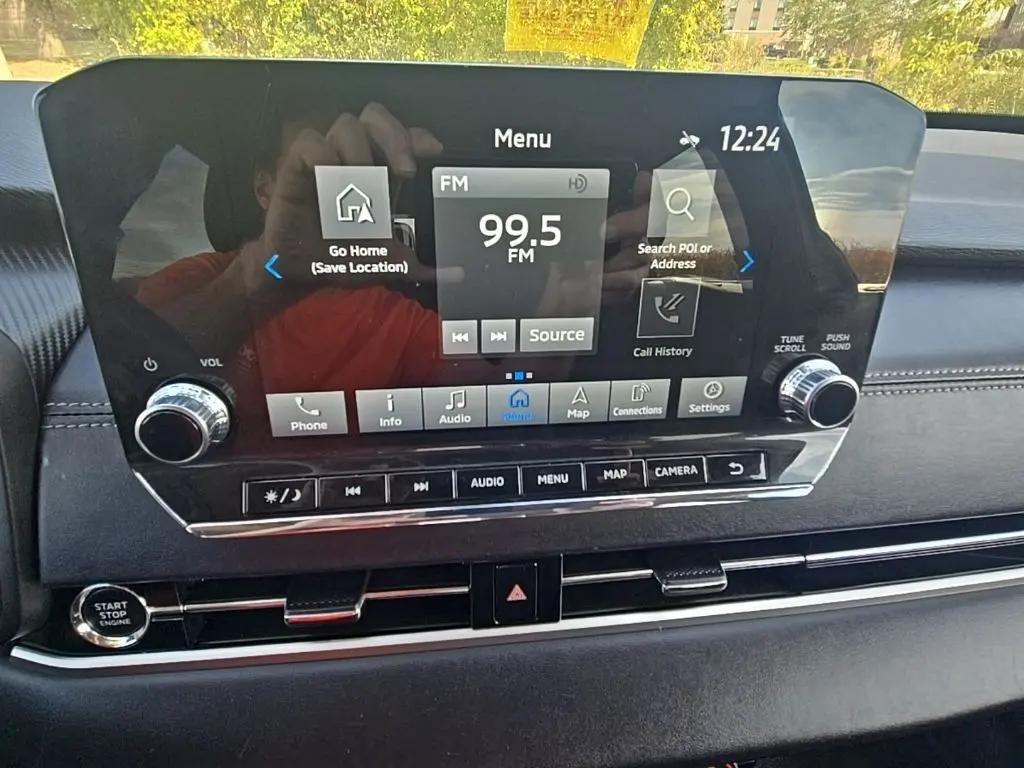 Menu
12:24
Go Home
(Save Location)
FM
HD
99.5
FM
Source
Search POI or
Address
Call History
VOL
TUNE
SCROLL
PUSH
SOUND
Phone
Info
Audio
Map
Connections
Settings
AUDIO
MENU
MAP
CAMERA
START
STOP
ENGINE